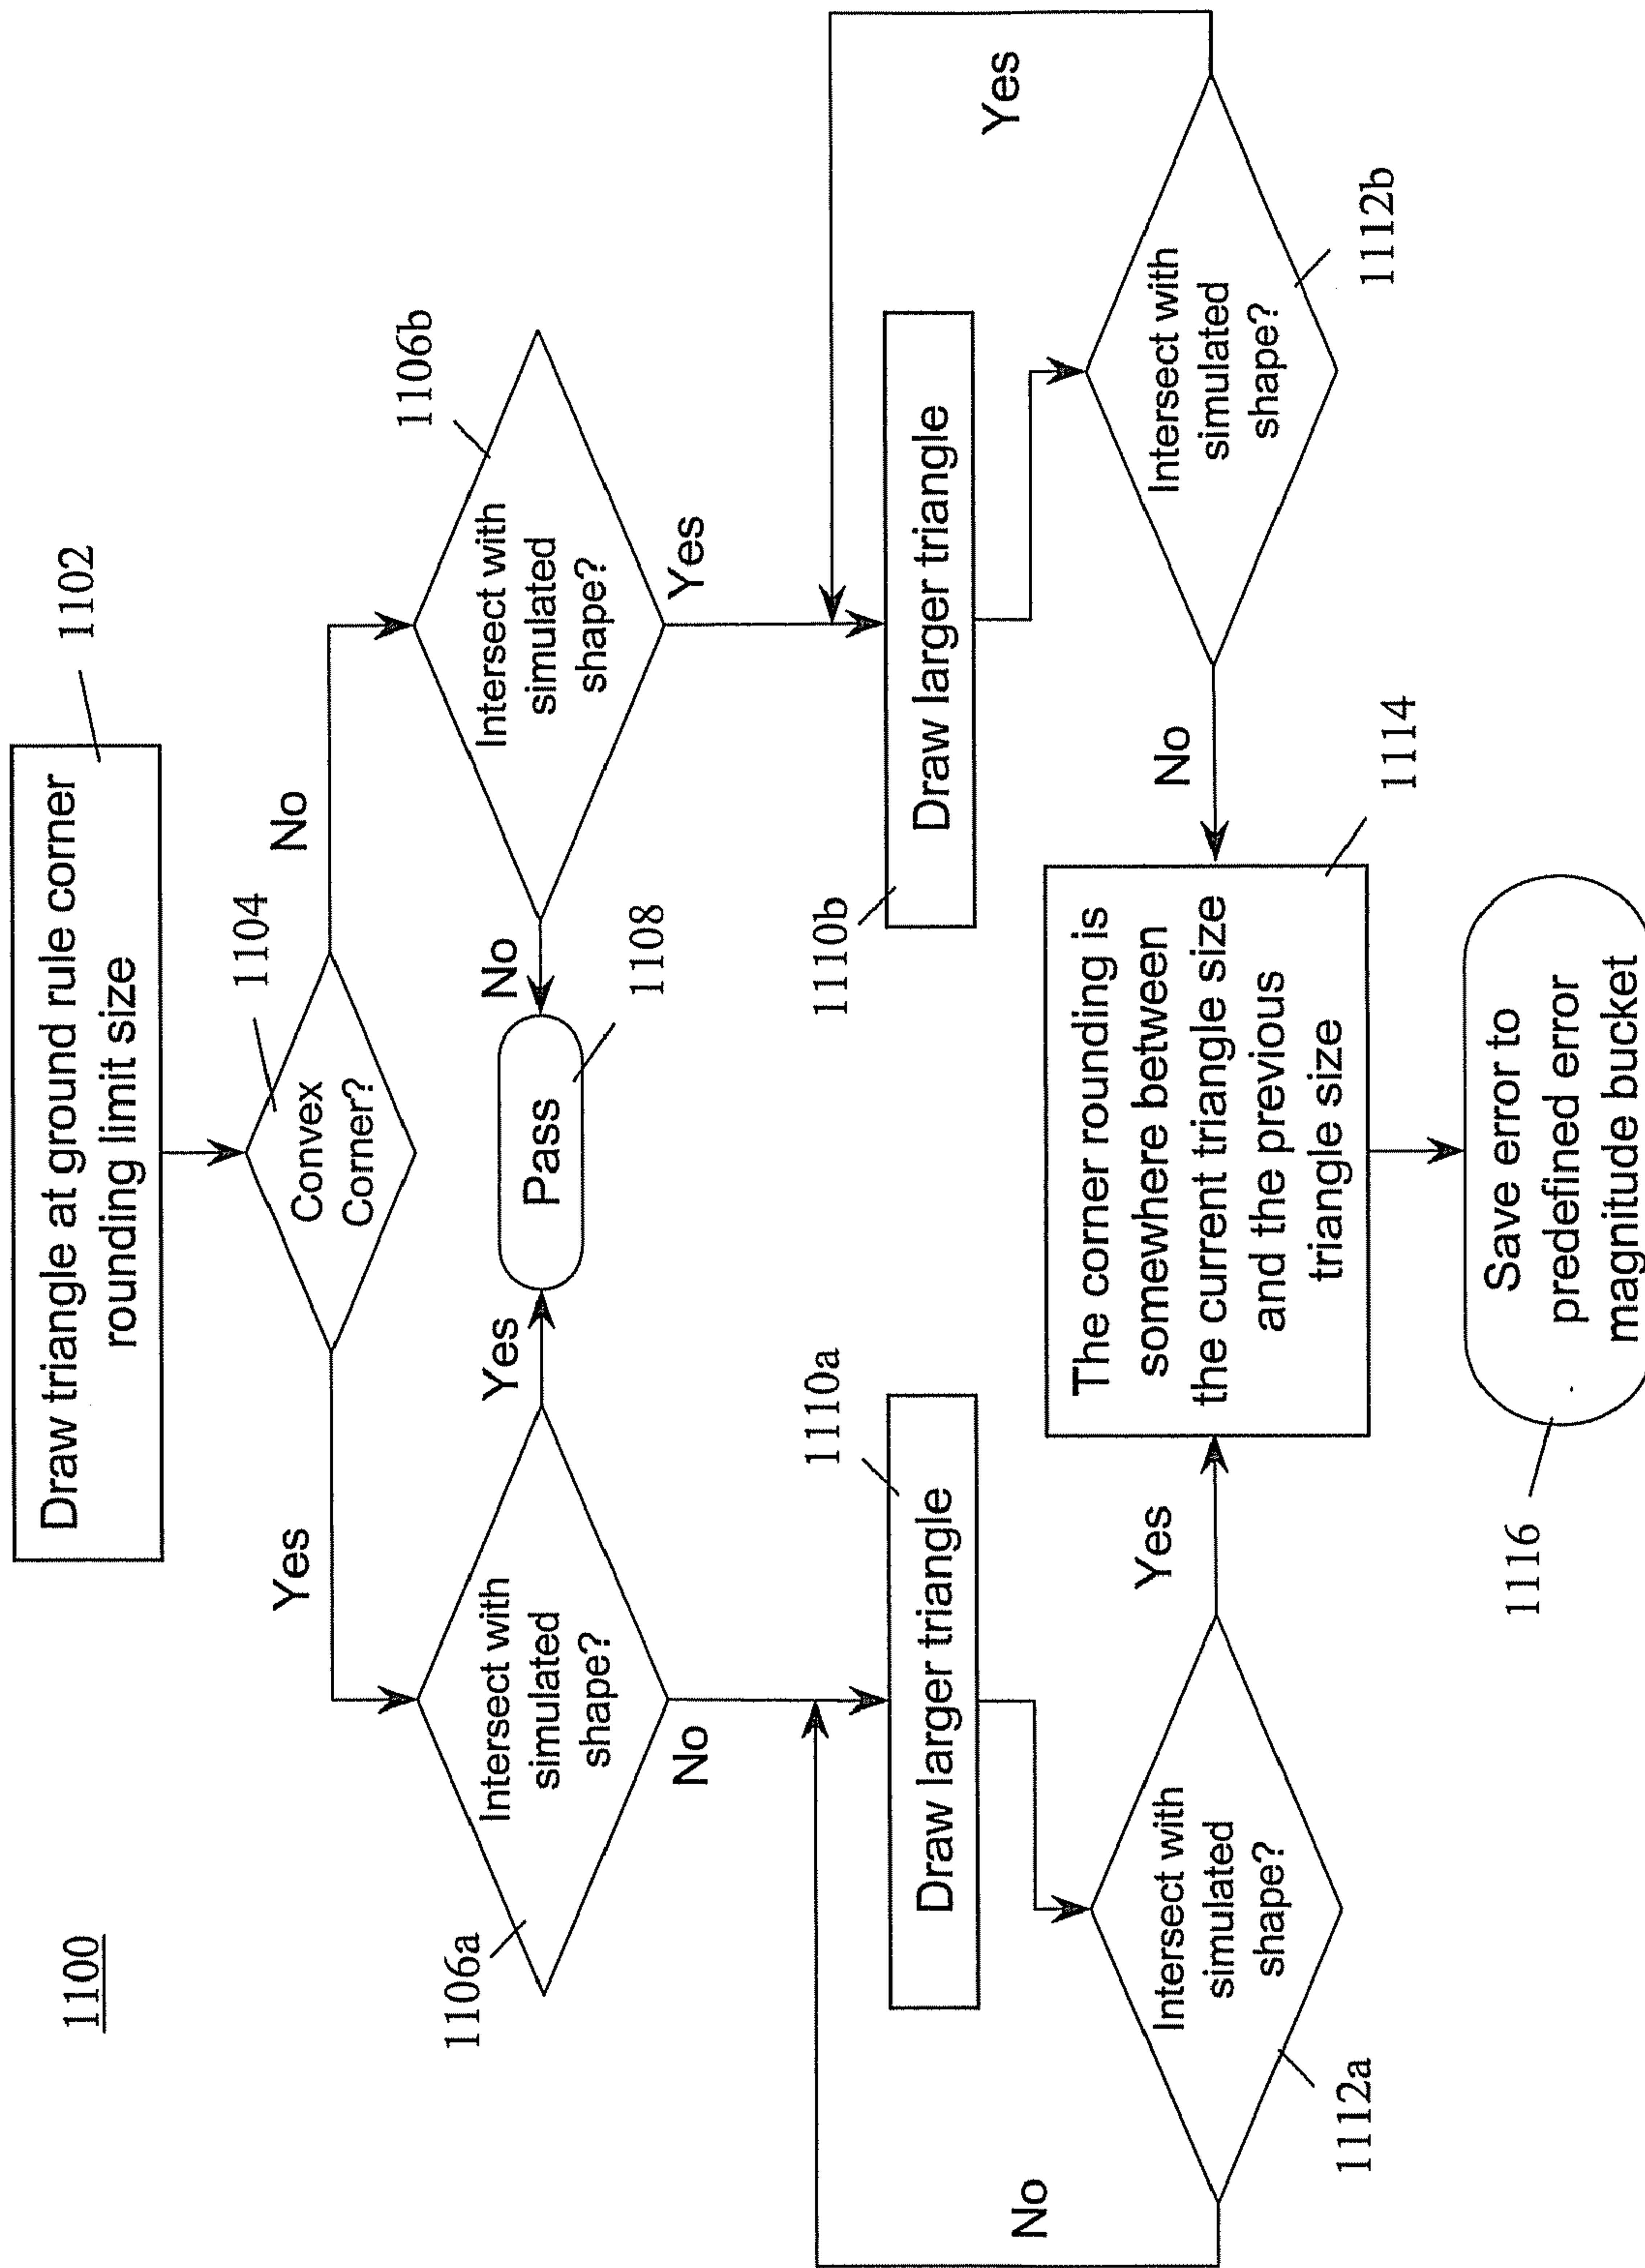 1100
Draw triangle at ground rule corner
rounding limit size
1102
Convex
Corner?
1104
Yes
No
Intersect with
simulated
shape?
1106a
Yes
No
Pass
1108
Intersect with
simulated
shape?
1106b
No
Yes
Draw larger triangle
1110a
Draw larger triangle
1110b
Intersect with
simulated
shape?
1112a
No
Yes
The corner rounding is
somewhere between
the current triangle size
and the previous
triangle size
1114
Intersect with
simulated
shape?
1112b
No
Yes
Save error to
predefined error
magnitude bucket
1116